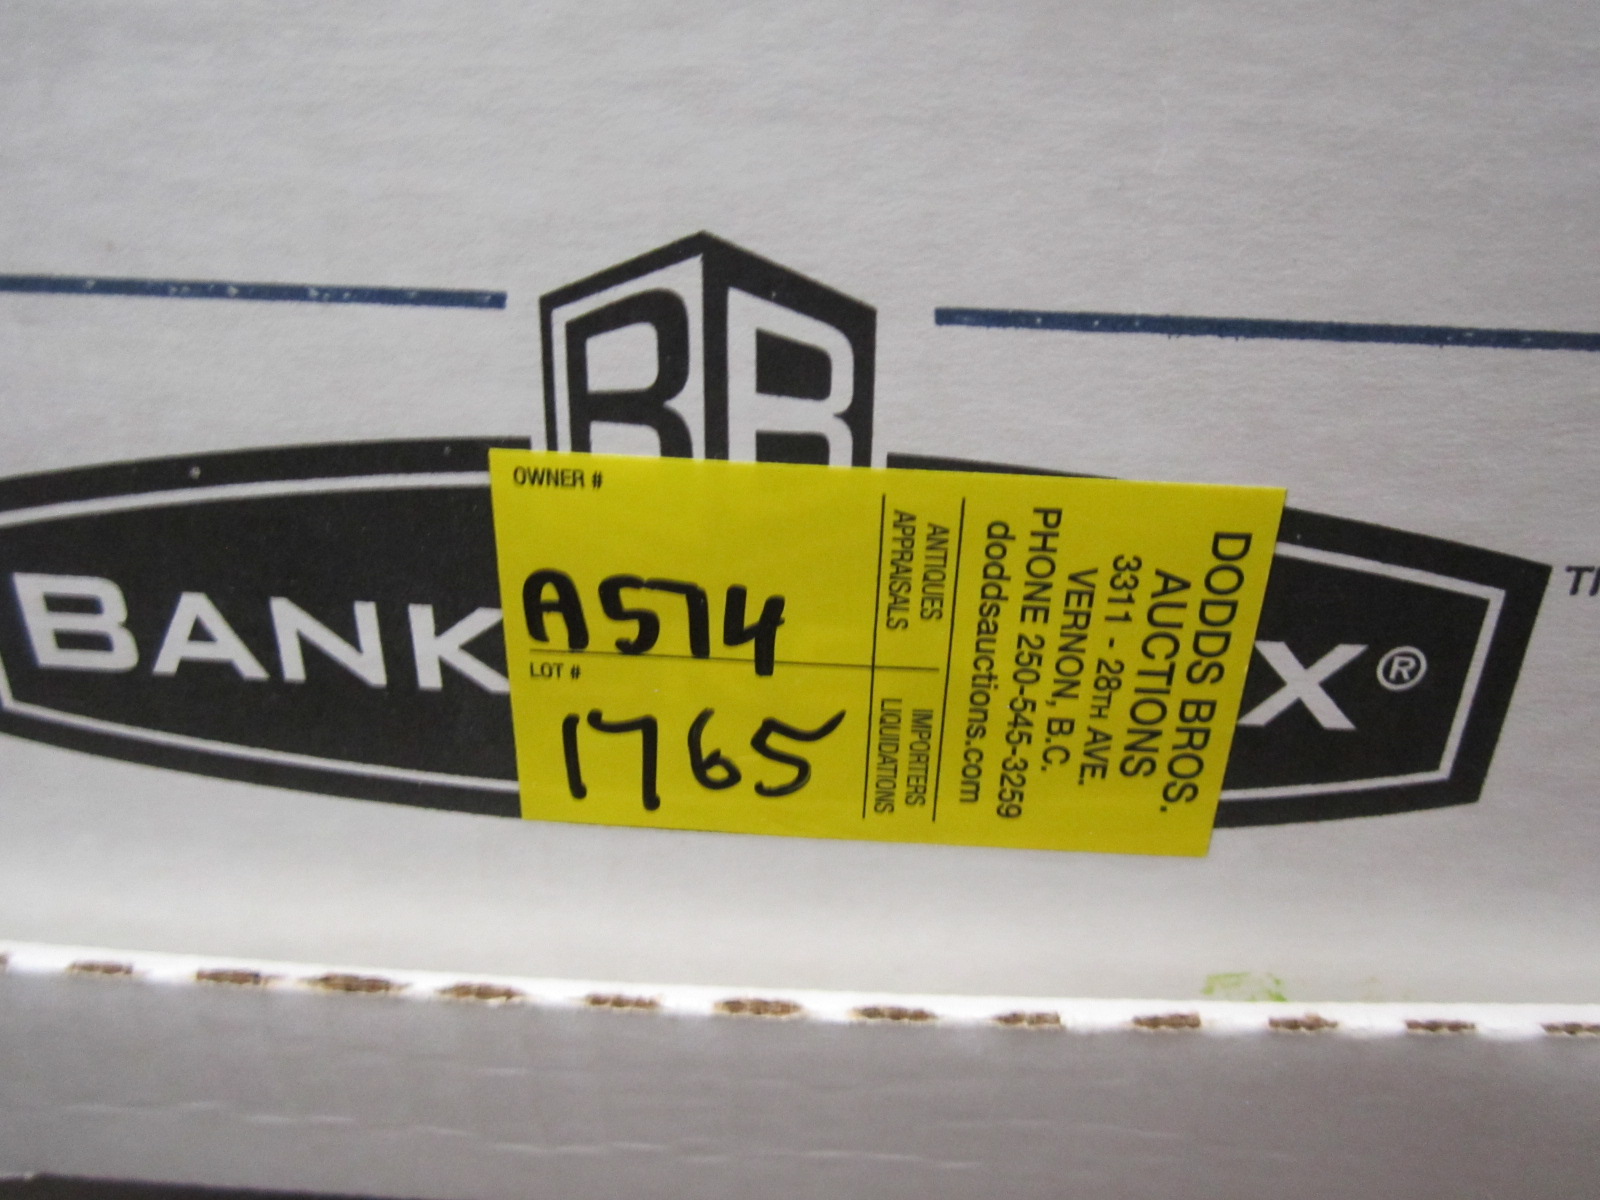 BB
BANK
X®
OWNER #
A574
LOT #
1765
ANTIQUES
APPRAISALS
IMPORTERS
LIQUIDATIONS
DODDS BROS.
AUCTIONS
3311 - 28TH AVE.
VERNON, B.C.
PHONE 250-545-3259
doddsauctions.com